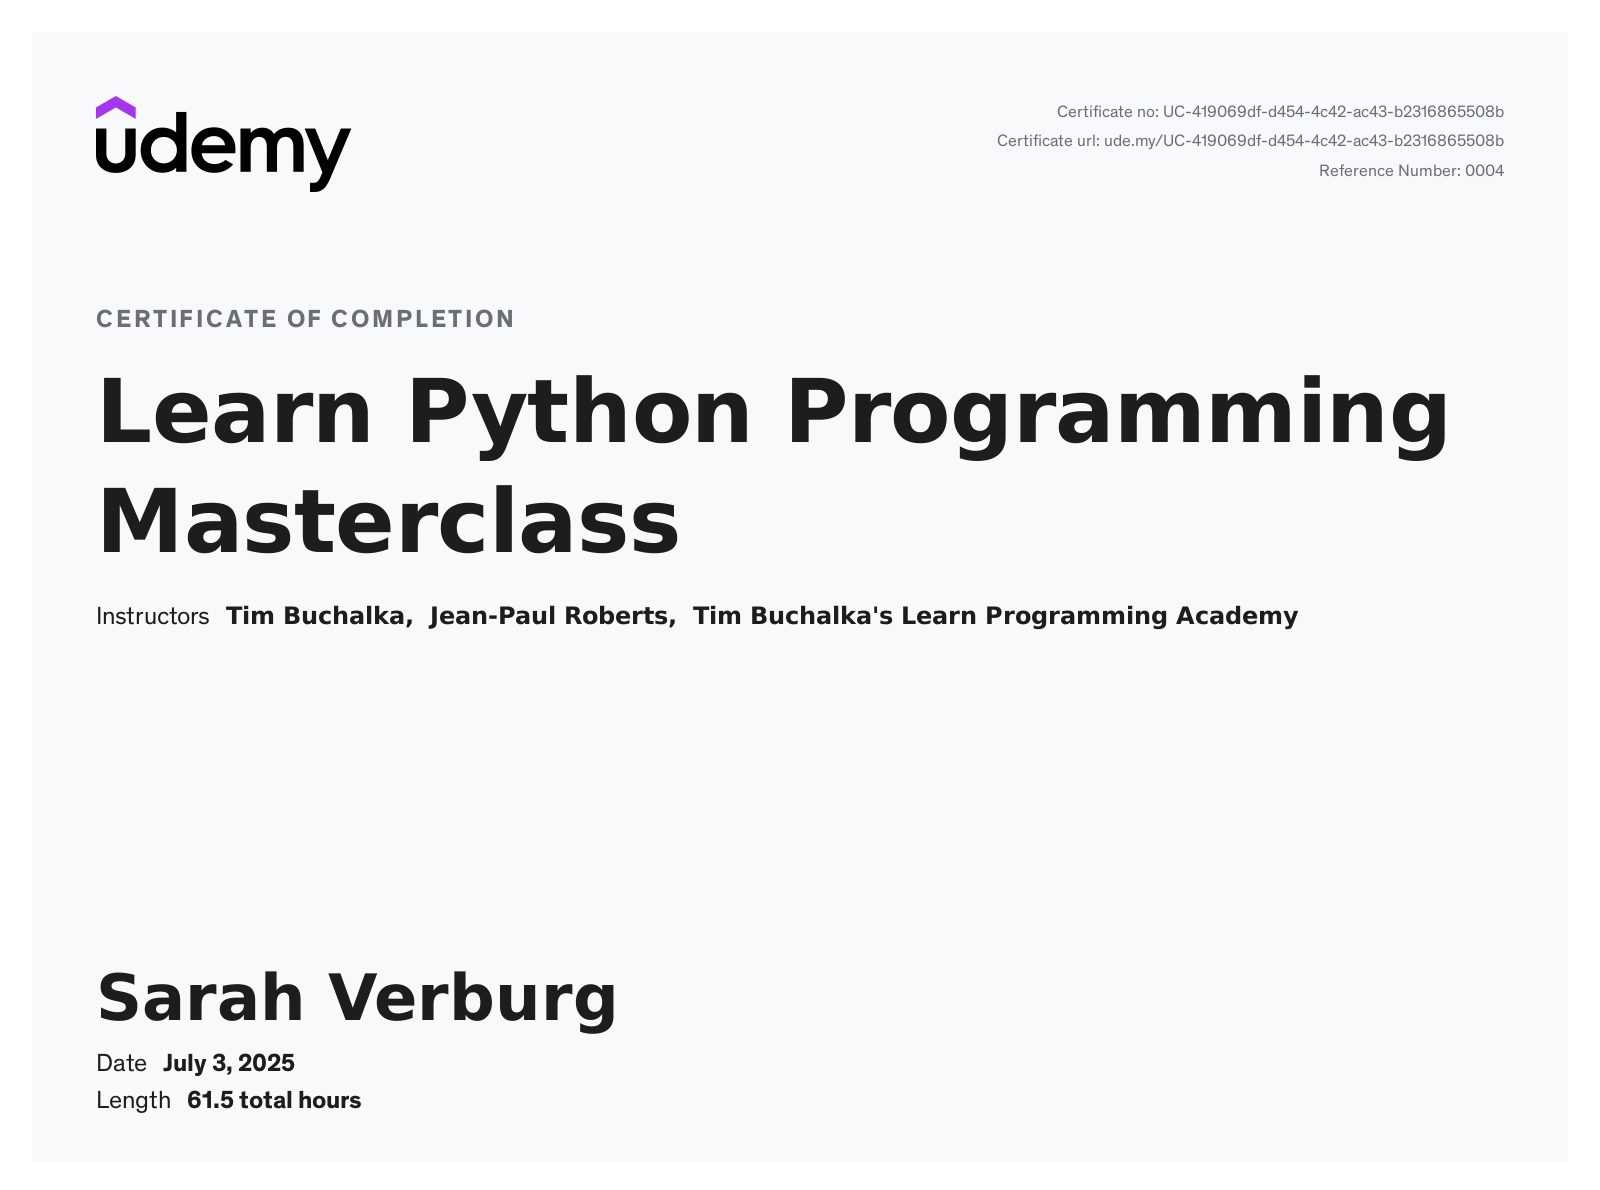 udemy
Certificate no: UC-419069df-d454-4c42-ac43-b2316865508b
Certificate url: ude.my/UC-419069df-d454-4c42-ac43-b2316865508b
Reference Number: 0004
CERTIFICATE OF COMPLETION
Learn Python Programming
Masterclass
Instructors Tim Buchalka, Jean-Paul Roberts, Tim Buchalka's Learn Programming Academy
Sarah Verburg
Date July 3, 2025
Length 61.5 total hours